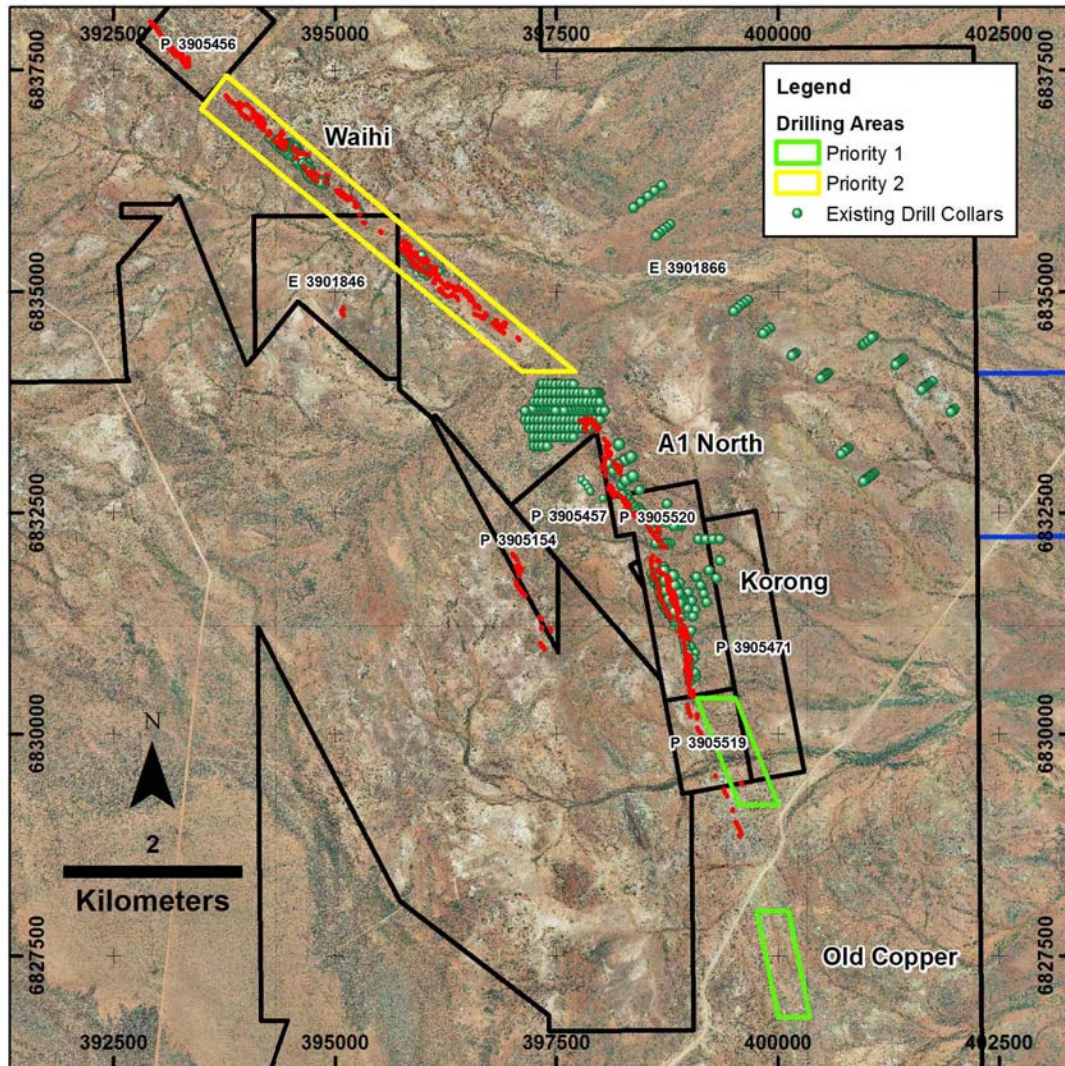 392500 395000 397500 400000 402500
6837500
6837500
P 3905456
Legend
Drilling Areas
Priority 1
Priority 2
Existing Drill Collars
Waihi
E 3901866
E 3901846
6835000
6835000
A1 North
6832500
6832500
P 3905457
P 3905520
P 3905154
Korong
P 3905471
6830000
6830000
P 3905519
N
2
Kilometers
Old Copper
6827500
6827500
392500 395000 397500 400000 402500